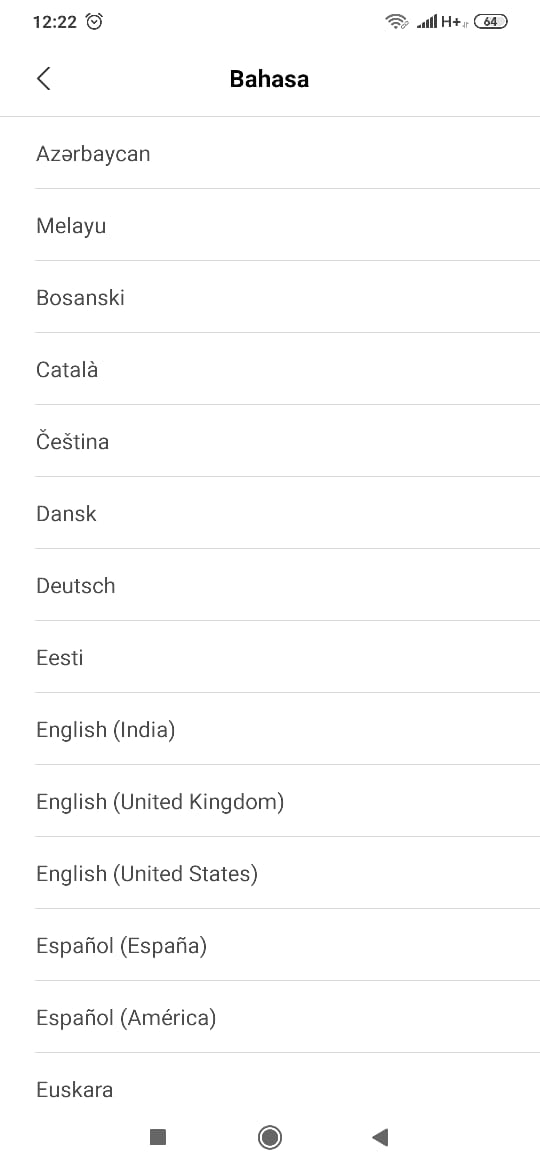 12:22 H+ 64
Bahasa
Azərbaycan
Melayu
Bosanski
Català
Čeština
Dansk
Deutsch
Eesti
English (India)
English (United Kingdom)
English (United States)
Español (España)
Español (América)
Euskara